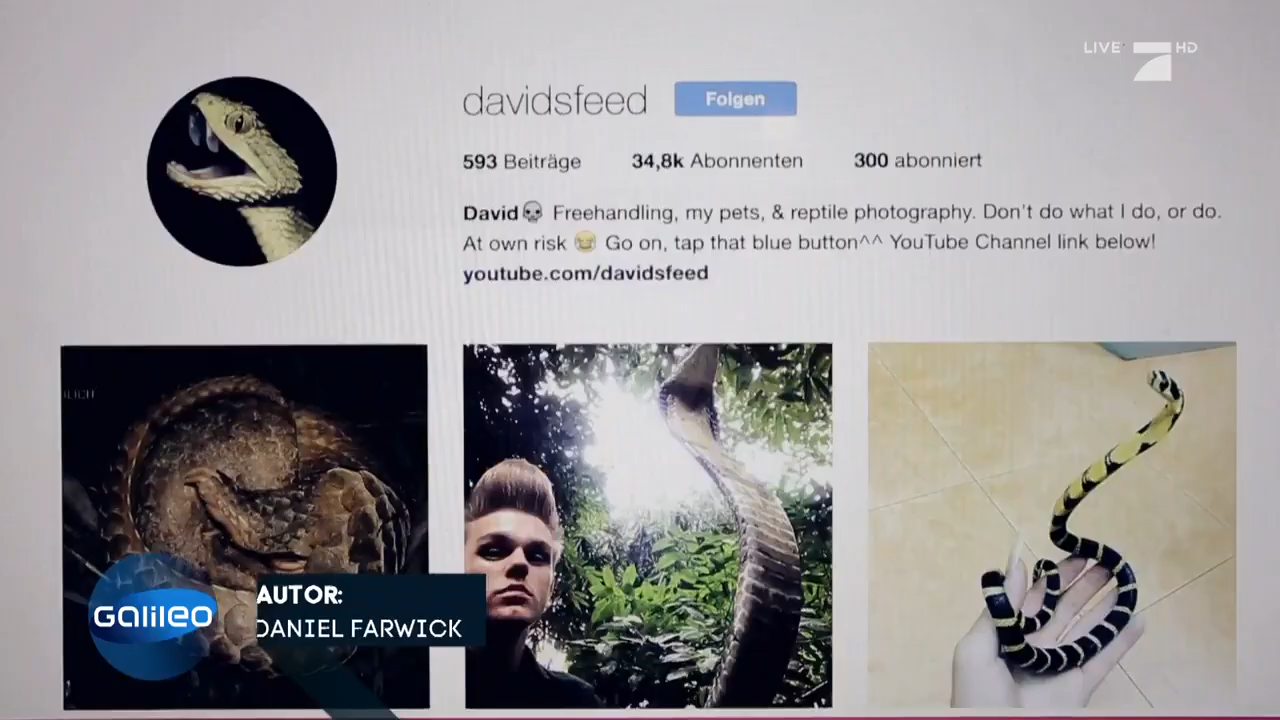 LIVE HD
davidsfeed Folgen
593 Beiträge 34,8k Abonnenten 300 abonniert
David💀 Freehandling, my pets, & reptile photography. Don't do what I do, or do.
At own risk 😂 Go on, tap that blue button^^ YouTube Channel link below!
youtube.com/davidsfeed
GaLiLeo
AUTOR:
DANIEL FARWICK